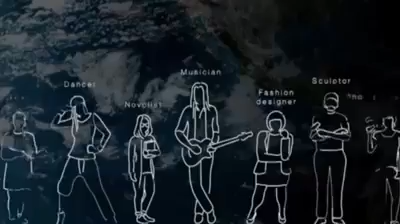 Dancer
Novelist
Musician
Fashion
designer
Sculptor